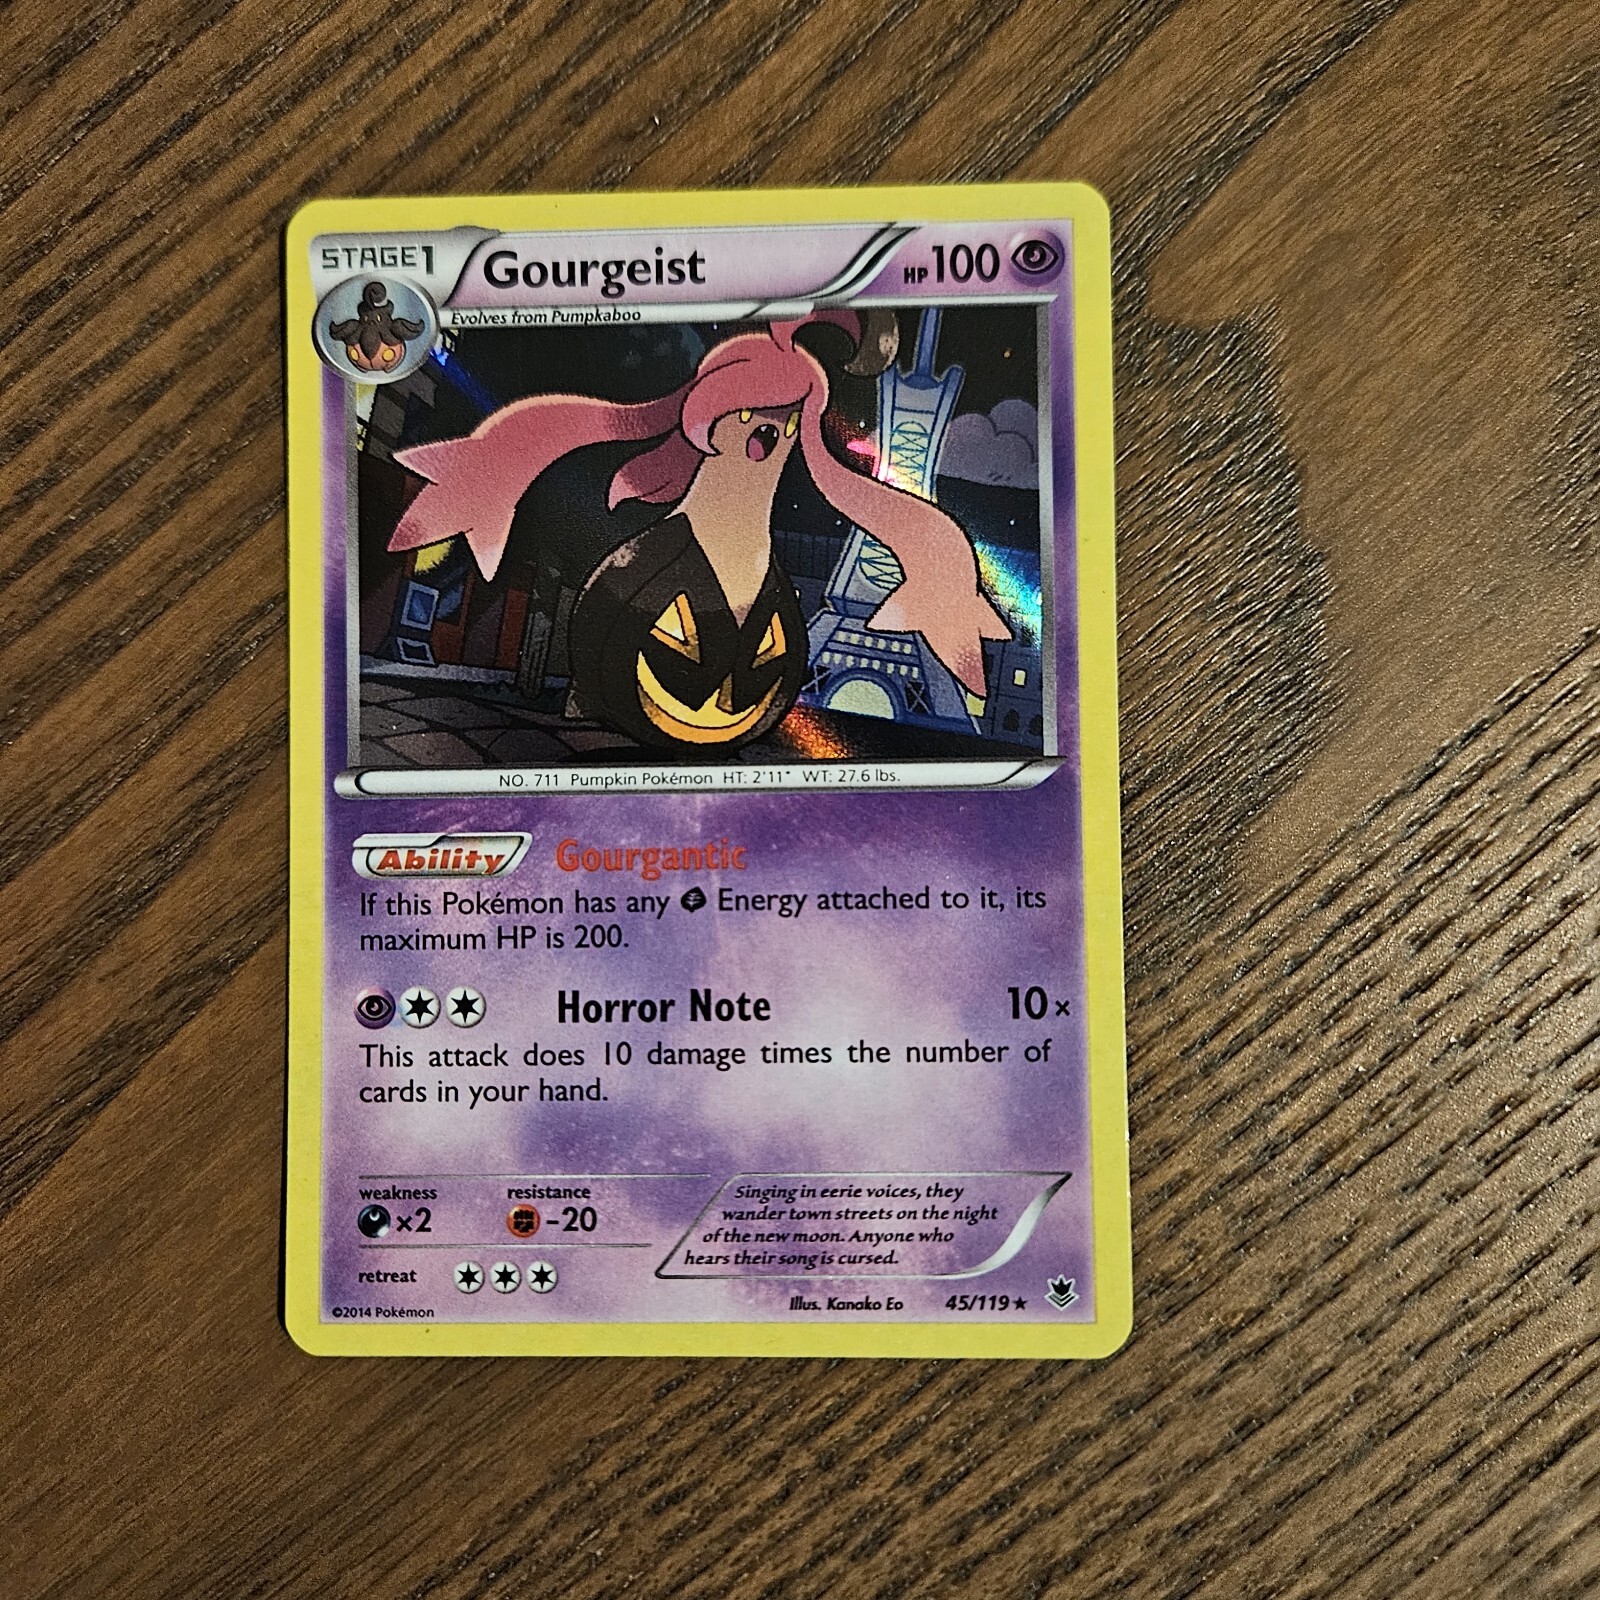 STAGE1 Gourgeist HP100
Evolves from Pumpkaboo
NO. 711 Pumpkin Pokémon HT: 2'11" WT: 27.6 lbs.
Ability Gourgantic
If this Pokémon has any Energy attached to it, its
maximum HP is 200.
Horror Note 10×
This attack does 10 damage times the number of
cards in your hand.
weakness resistance
×2 -20
retreat
Singing in eerie voices, they
wander town streets on the night
of the new moon. Anyone who
hears their song is cursed.
©2014 Pokémon Illus. Kanako Eo 45/119★